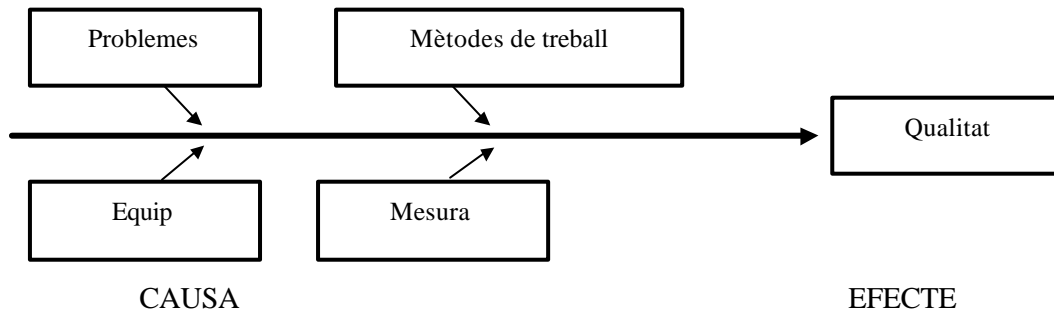 Problemes
Mètodes de treball
Qualitat
Equip
Mesura
CAUSA
EFECTE